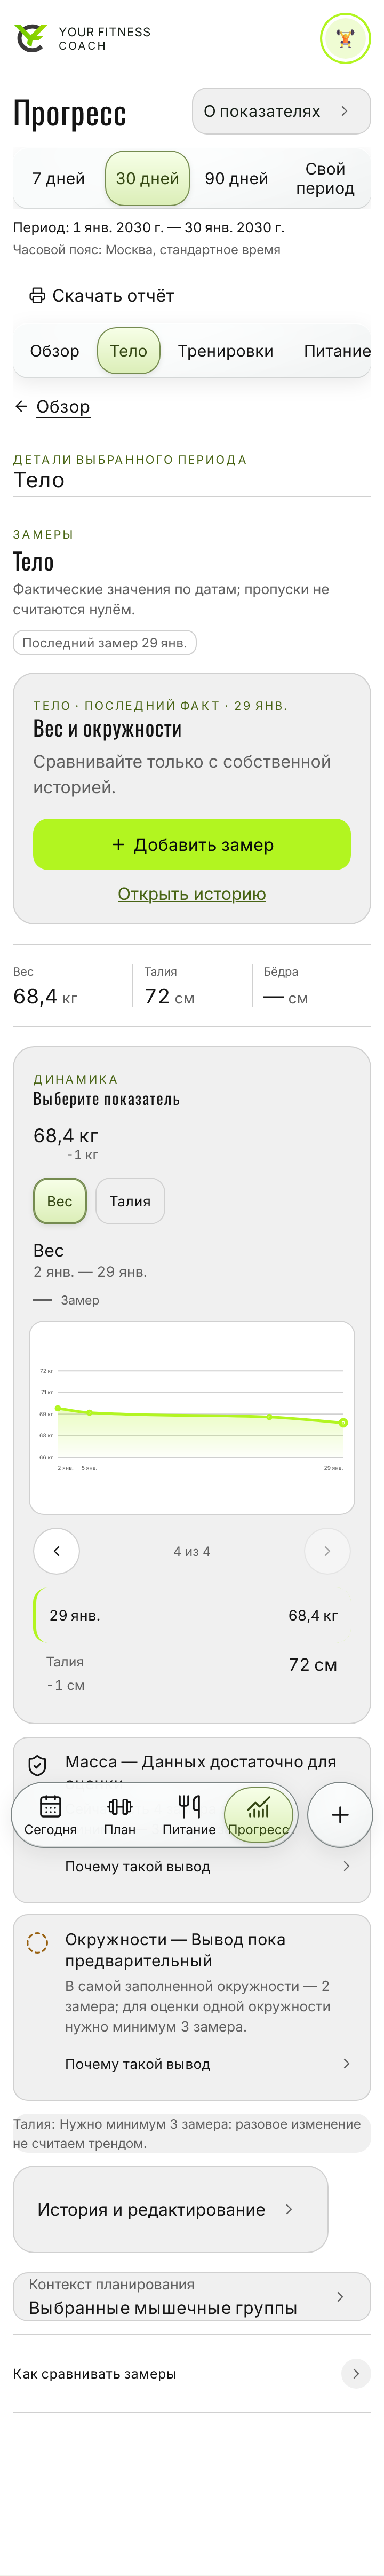 YOUR FITNESS
COACH
Прогресс
О показателях
7 дней
30 дней
90 дней
Свой
период
Период: 1 янв. 2030 г. — 30 янв. 2030 г.
Часовой пояс: Москва, стандартное время
Скачать отчёт
Обзор
Тело
Тренировки
Питание
Обзор
ДЕТАЛИ ВЫБРАННОГО ПЕРИОДА
Тело
ЗАМЕРЫ
Тело
Фактические значения по датам; пропуски не
считаются нулём.
Последний замер 29 янв.
ТЕЛО · ПОСЛЕДНИЙ ФАКТ · 29 ЯНВ.
Вес и окружности
Сравнивайте только с собственной
историей.
Добавить замер
Открыть историю
Вес
68,4 кг
Талия
72 см
Бёдра
— см
ДИНАМИКА
Выберите показатель
68,4 кг
-1 кг
Вес
Талия
Вес
2 янв. — 29 янв.
Замер
72 кг
71 кг
69 кг
68 кг
66 кг
2 янв.
5 янв.
29 янв.
4 из 4
29 янв.
68,4 кг
Талия
72 см
-1 см
Масса — Данных достаточно для
Сегодня
План
Питание
Прогресс
Почему такой вывод
Окружности — Вывод пока
предварительный
В самой заполненной окружности — 2
замера; для оценки одной окружности
нужно минимум 3 замера.
Почему такой вывод
Талия: Нужно минимум 3 замера: разовое изменение
не считаем трендом.
История и редактирование
Контекст планирования
Выбранные мышечные группы
Как сравнивать замеры